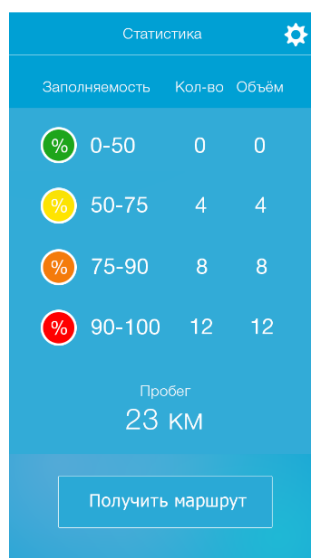 Статистика
Заполняемость Кол-во Объём
% 0-50 0 0
% 50-75 4 4
% 75-90 8 8
% 90-100 12 12
Пробег
23 км
Получить маршрут